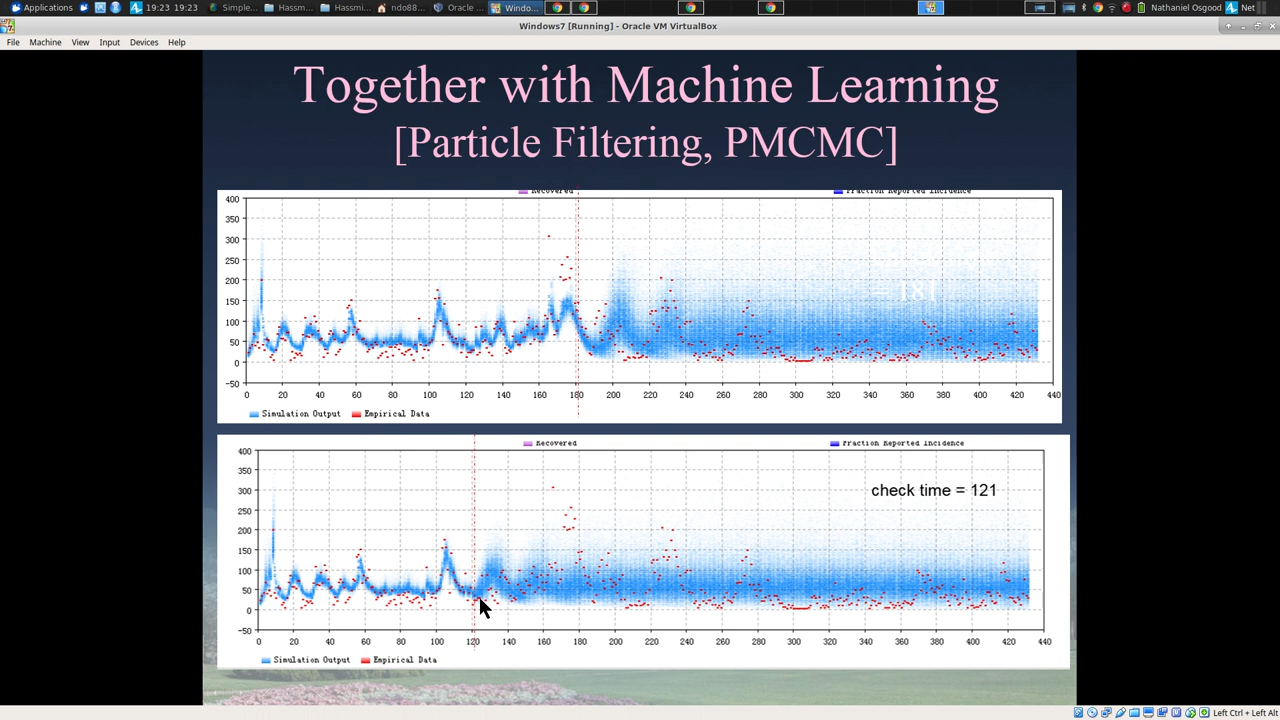 Applications 19:23 19:23 Simple... Hassm... Hassmi... ndo88... Oracle ... Windo... Nathaniel Osgood Net
Windows7 [Running] - Oracle VM VirtualBox
File Machine View Input Devices Help
Together with Machine Learning
[Particle Filtering, PMCMC]
Recovered Fraction Reported Incidence
400
350
300
250
200
150
100
50
0
-50
= 181
0 20 40 60 80 100 120 140 160 180 200 220 240 260 280 300 320 340 360 380 400 420 440
Simulation Output Empirical Data
Recovered Fraction Reported Incidence
400
350
300
250
200
150
100
50
0
-50
check time = 121
0 20 40 60 80 100 120 140 160 180 200 220 240 260 280 300 320 340 360 380 400 420 440
Simulation Output Empirical Data
Left Ctrl + Left Alt